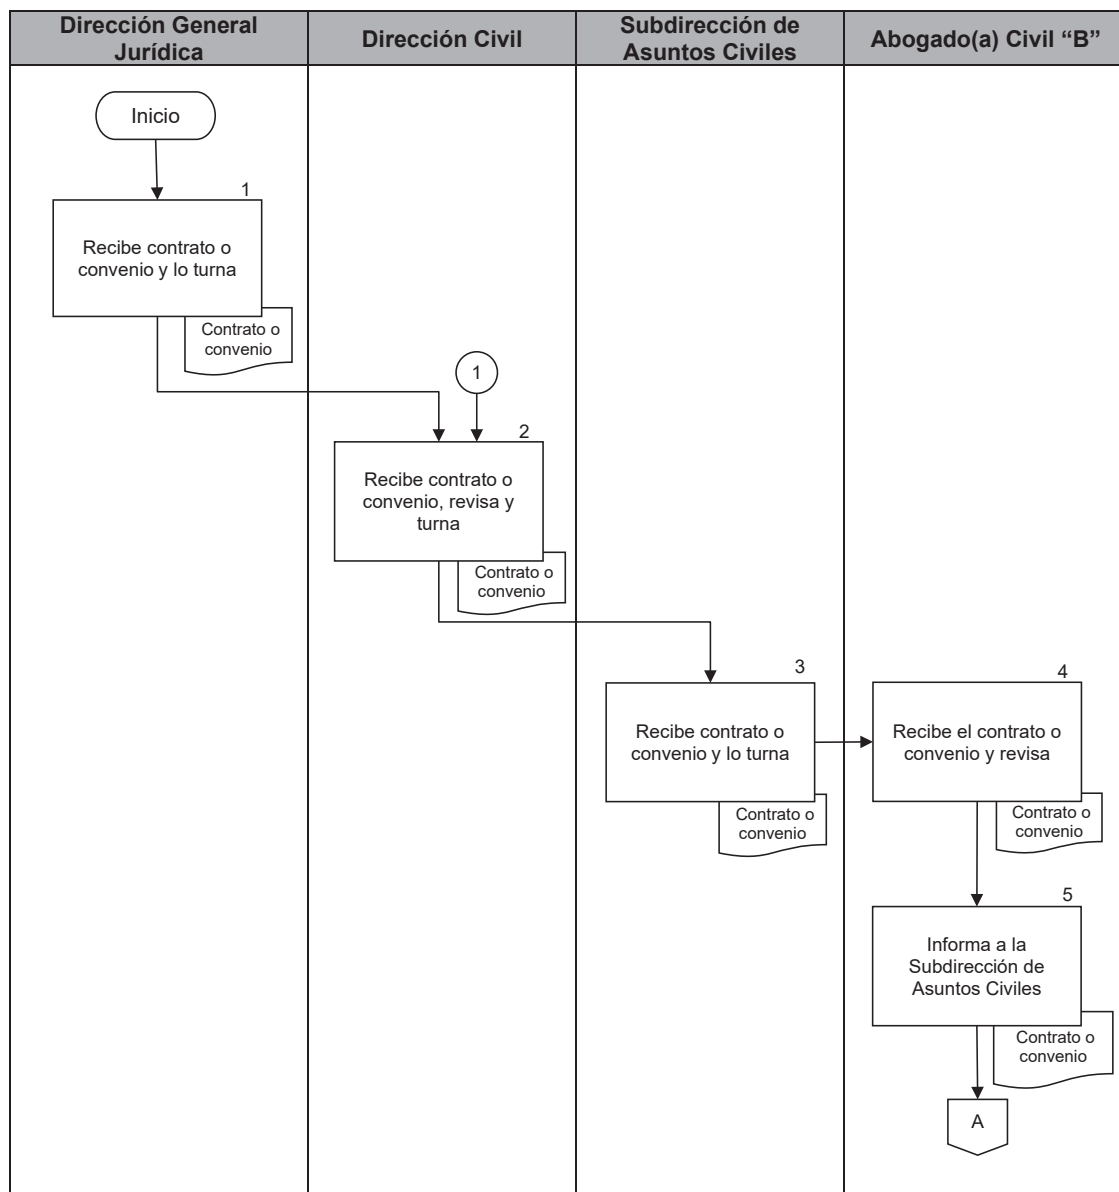 Dirección General
Jurídica
Dirección Civil
Subdirección de
Asuntos Civiles
Abogado(a) Civil “B”
Inicio
1
Recibe contrato o
convenio y lo turna
Contrato o
convenio
1
2
Recibe contrato o
convenio, revisa y
turna
Contrato o
convenio
3
Recibe contrato o
convenio y lo turna
Contrato o
convenio
4
Recibe el contrato o
convenio y revisa
Contrato o
convenio
5
Informa a la
Subdirección de
Asuntos Civiles
Contrato o
convenio
A